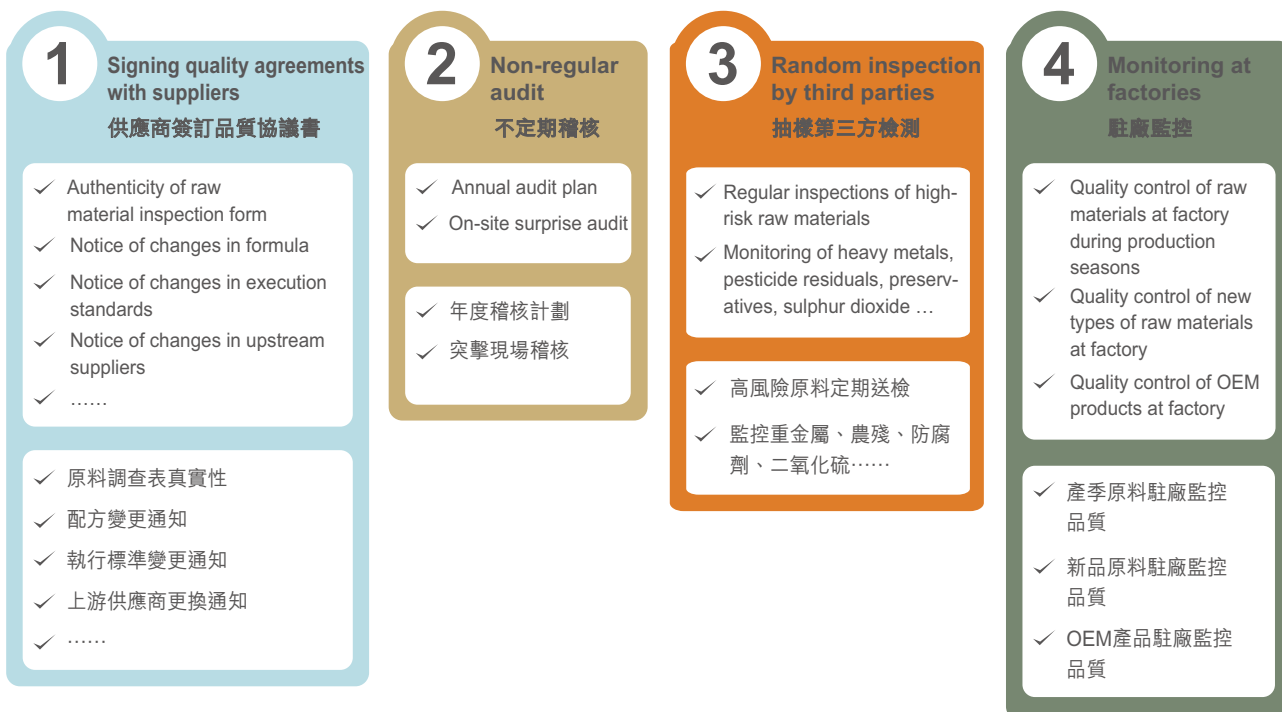 1
Signing quality agreements
with suppliers
供應商簽訂品質協議書
✓ Authenticity of raw
material inspection form
✓ Notice of changes in formula
✓ Notice of changes in execution
standards
✓ Notice of changes in upstream
suppliers
✓ ……
✓ 原料調查表真實性
✓ 配方變更通知
✓ 執行標準變更通知
✓ 上游供應商更換通知
✓ ……
2
Non-regular
audit
不定期稽核
✓ Annual audit plan
✓ On-site surprise audit
✓ 年度稽核計劃
✓ 突擊現場稽核
3
Random inspection
by third parties
抽樣第三方檢測
✓ Regular inspections of high-
risk raw materials
✓ Monitoring of heavy metals,
pesticide residuals, preserv-
atives, sulphur dioxide …
✓ 高風險原料定期送檢
✓ 監控重金屬、農殘、防腐
劑、二氧化硫……
4
Monitoring at
factories
駐廠監控
✓ Quality control of raw
materials at factory
during production
seasons
✓ Quality control of new
types of raw materials
at factory
✓ Quality control of OEM
products at factory
✓ 產季原料駐廠監控
品質
✓ 新品原料駐廠監控
品質
✓ OEM產品駐廠監控
品質